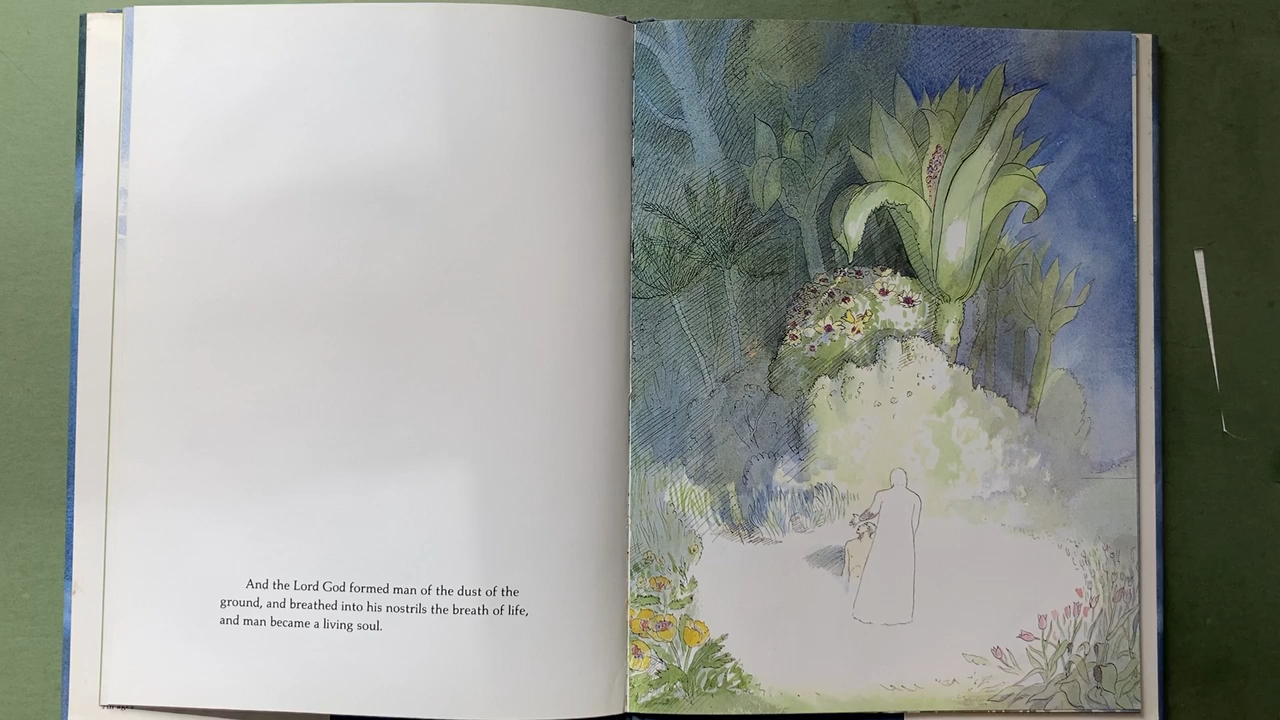 And the Lord God formed man of the dust of the
ground, and breathed into his nostrils the breath of life,
and man became a living soul.